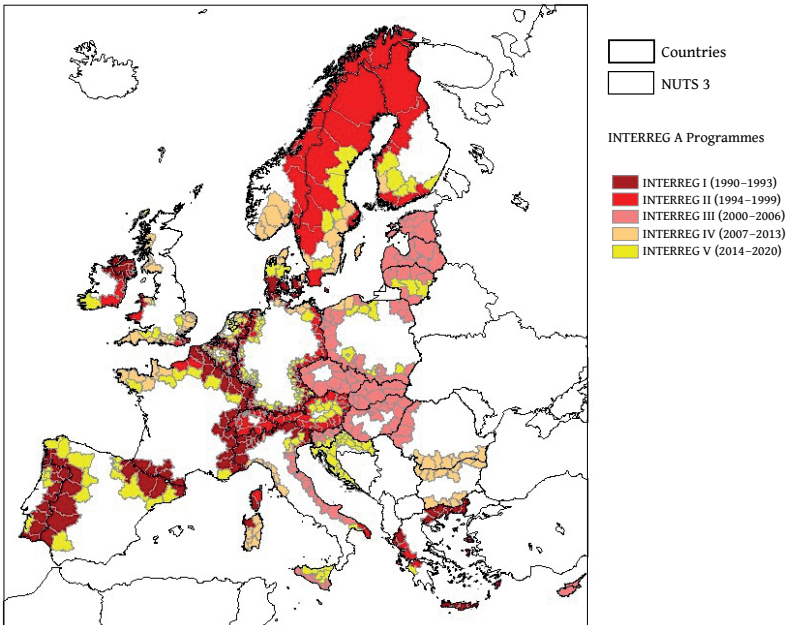 Countries
NUTS 3
INTERREG A Programmes
INTERREG I (1990–1993)
INTERREG II (1994–1999)
INTERREG III (2000–2006)
INTERREG IV (2007–2013)
INTERREG V (2014–2020)